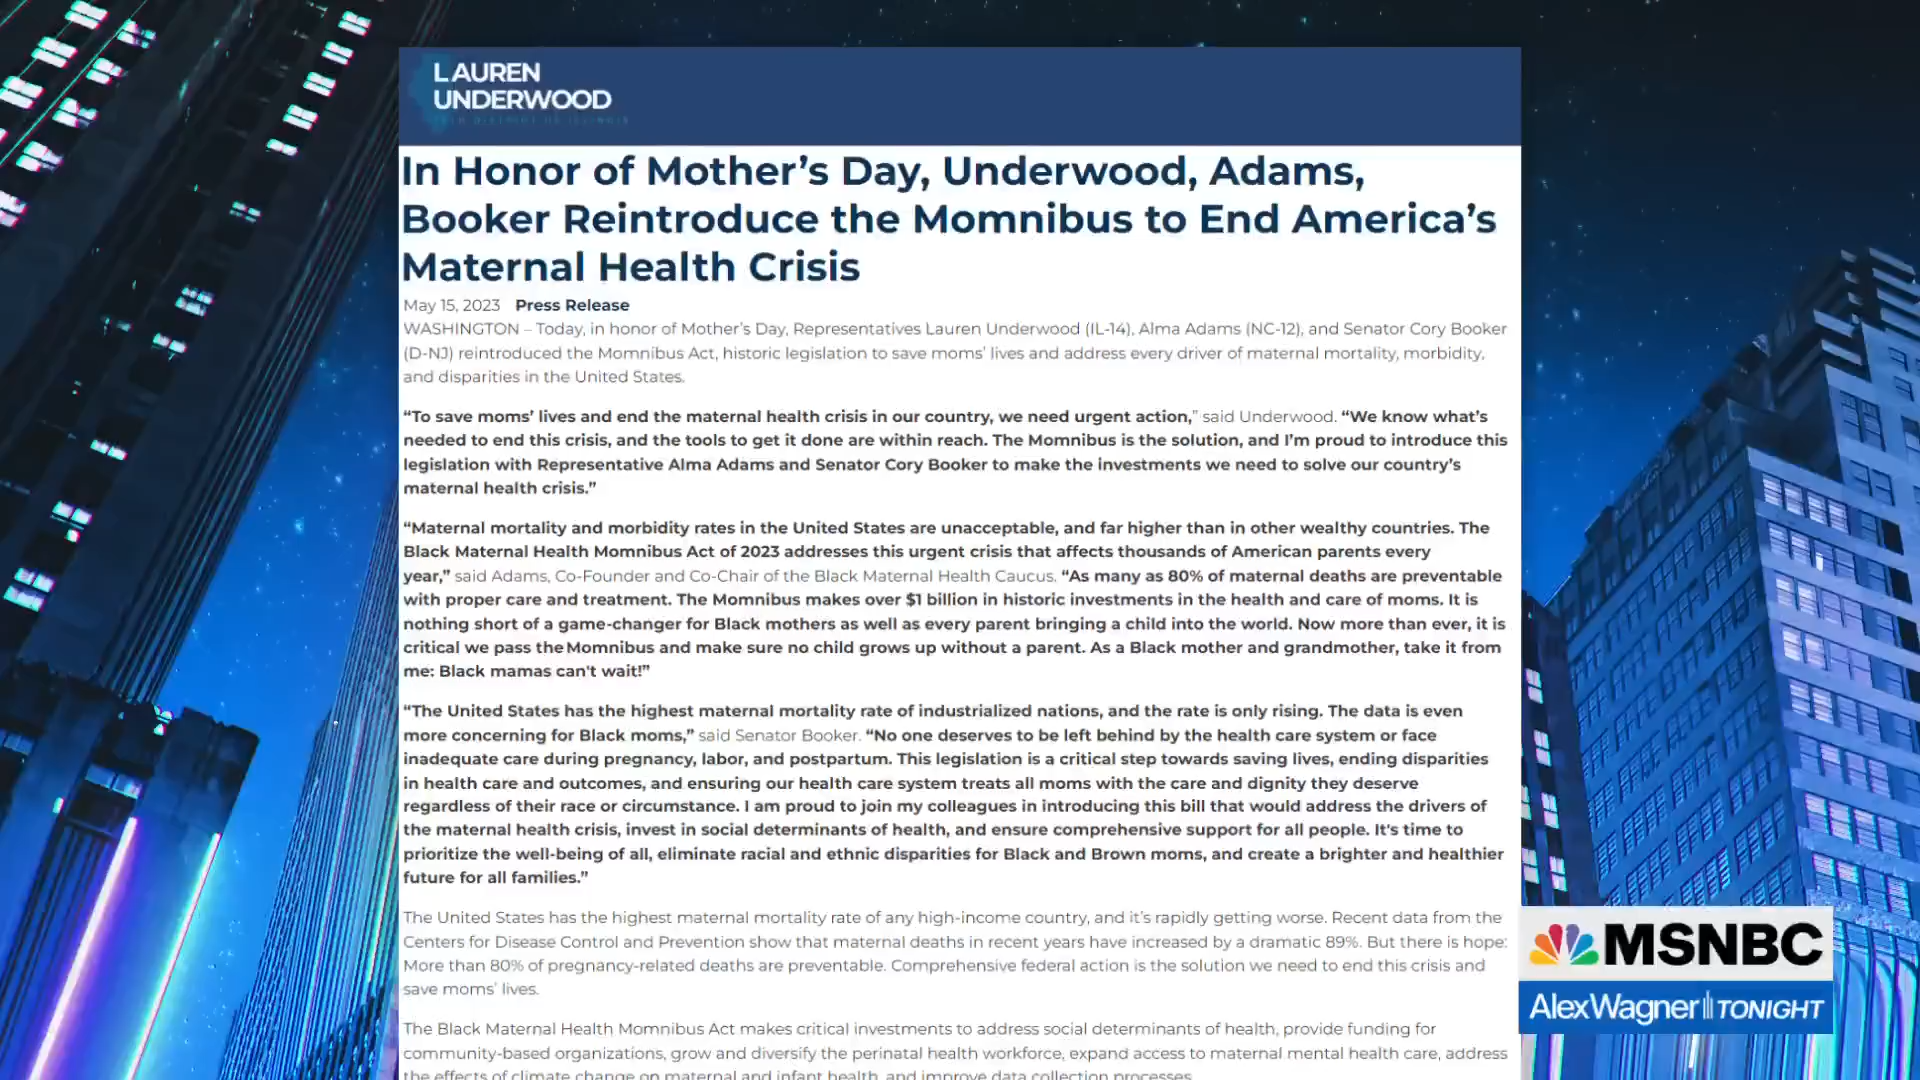 LAUREN
UNDERWOOD
14TH DISTRICT OF ILLINOIS
In Honor of Mother’s Day, Underwood, Adams,
Booker Reintroduce the Momnibus to End America’s
Maternal Health Crisis
May 15, 2023 Press Release
WASHINGTON – Today, in honor of Mother’s Day, Representatives Lauren Underwood (IL-14), Alma Adams (NC-12), and Senator Cory Booker
(D-NJ) reintroduced the Momnibus Act, historic legislation to save moms’ lives and address every driver of maternal mortality, morbidity,
and disparities in the United States.
“To save moms’ lives and end the maternal health crisis in our country, we need urgent action,” said Underwood. “We know what’s
needed to end this crisis, and the tools to get it done are within reach. The Momnibus is the solution, and I’m proud to introduce this
legislation with Representative Alma Adams and Senator Cory Booker to make the investments we need to solve our country’s
maternal health crisis.”
“Maternal mortality and morbidity rates in the United States are unacceptable, and far higher than in other wealthy countries. The
Black Maternal Health Momnibus Act of 2023 addresses this urgent crisis that affects thousands of American parents every
year,” said Adams, Co-Founder and Co-Chair of the Black Maternal Health Caucus. “As many as 80% of maternal deaths are preventable
with proper care and treatment. The Momnibus makes over $1 billion in historic investments in the health and care of moms. It is
nothing short of a game-changer for Black mothers as well as every parent bringing a child into the world. Now more than ever, it is
critical we pass the Momnibus and make sure no child grows up without a parent. As a Black mother and grandmother, take it from
me: Black mamas can't wait!”
“The United States has the highest maternal mortality rate of industrialized nations, and the rate is only rising. The data is even
more concerning for Black moms,” said Senator Booker. “No one deserves to be left behind by the health care system or face
inadequate care during pregnancy, labor, and postpartum. This legislation is a critical step towards saving lives, ending disparities
in health care and outcomes, and ensuring our health care system treats all moms with the care and dignity they deserve
regardless of their race or circumstance. I am proud to join my colleagues in introducing this bill that would address the drivers of
the maternal health crisis, invest in social determinants of health, and ensure comprehensive support for all people. It's time to
prioritize the well-being of all, eliminate racial and ethnic disparities for Black and Brown moms, and create a brighter and healthier
future for all families.”
The United States has the highest maternal mortality rate of any high-income country, and it’s rapidly getting worse. Recent data from the
Centers for Disease Control and Prevention show that maternal deaths in recent years have increased by a dramatic 89%. But there is hope:
More than 80% of pregnancy-related deaths are preventable. Comprehensive federal action is the solution we need to end this crisis and
save moms’ lives.
The Black Maternal Health Momnibus Act makes critical investments to address social determinants of health, provide funding for
community-based organizations, grow and diversify the perinatal health workforce, expand access to maternal mental health care, address
the effects of climate change on maternal and infant health, and improve data collection processes.
MSNBC
AlexWagner TONIGHT